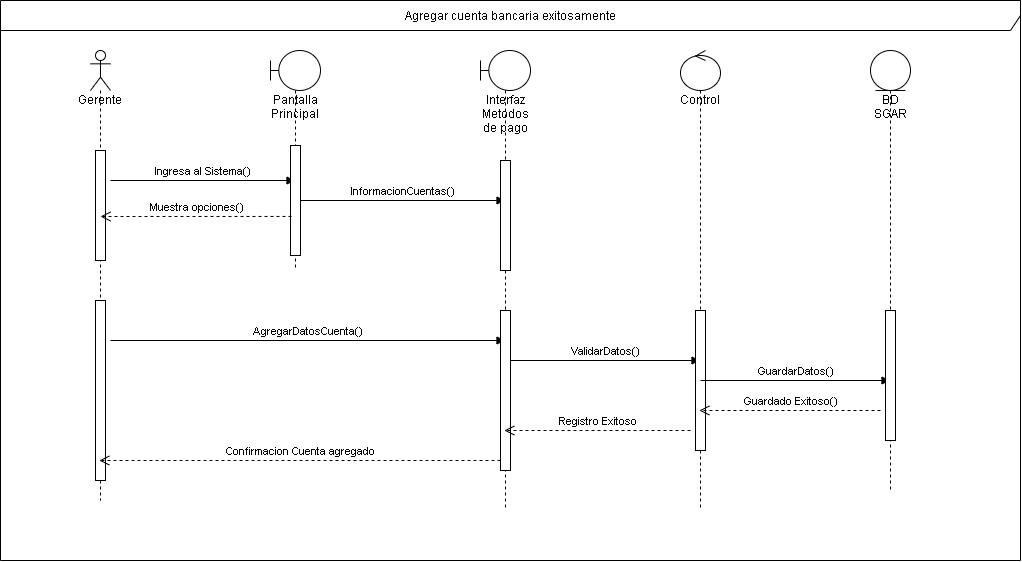 Agregar cuenta bancaria exitosamente
Gerente
Pantalla
Principal
Interfaz
Metodos
de pago
Control
BD
SGAR
Ingresa al Sistema()
InformacionCuentas()
Muestra opciones()
AgregarDatosCuenta()
ValidarDatos()
GuardarDatos()
Guardado Exitoso()
Registro Exitoso
Confirmacion Cuenta agregado